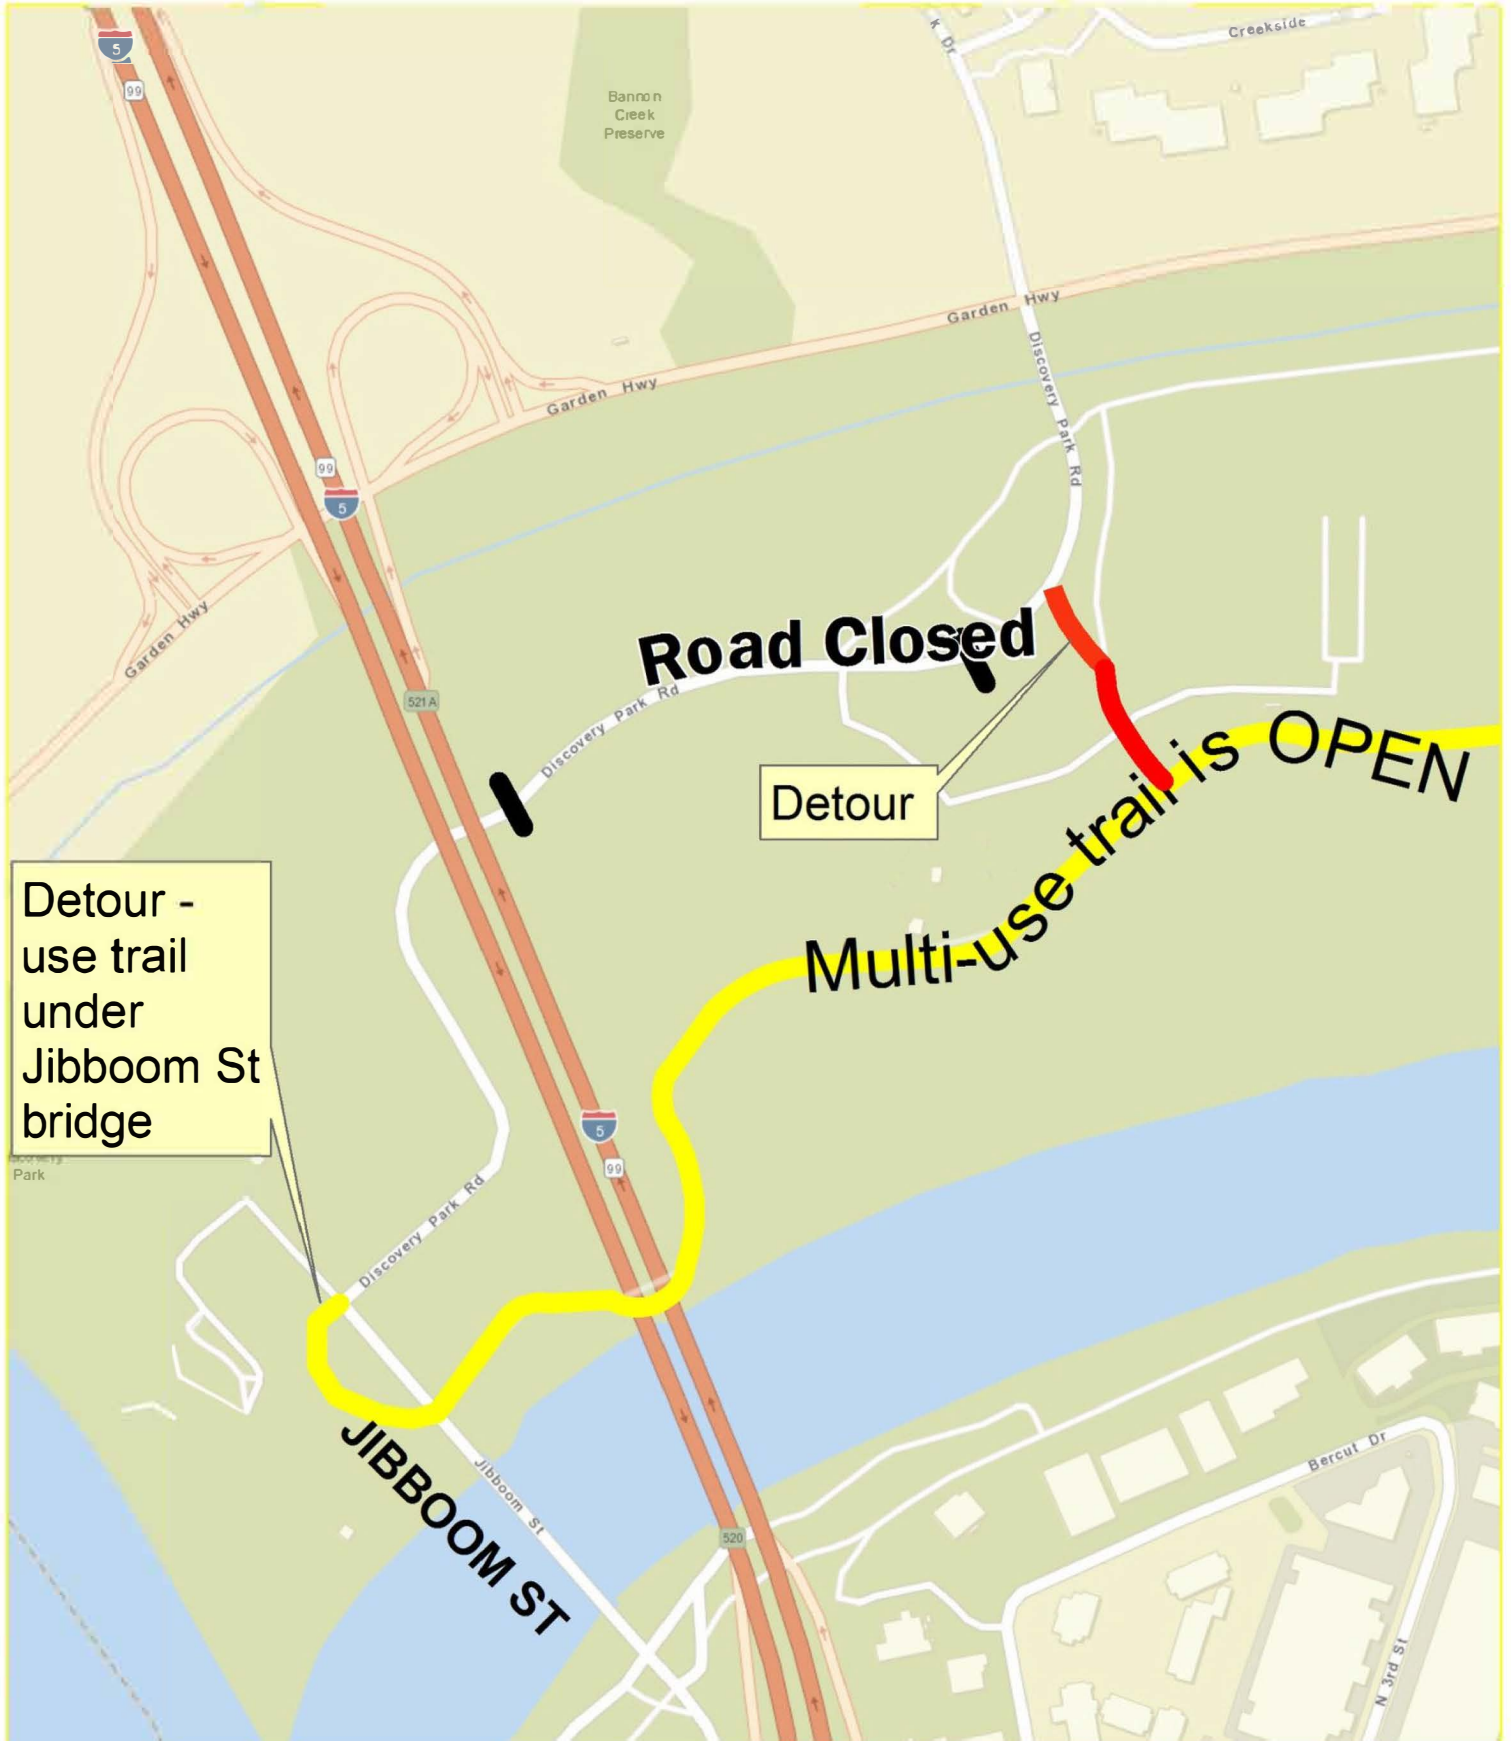 5
99
Bannon
Creek
Preserve
k Dr
Creekside
Garden Hwy
Garden Hwy
Discovery Park Rd
99
5
Garden Hwy
Road Closed
521A
Discovery Park Rd
Detour
Multi-use trail is OPEN
Detour -
use trail
under
Jibboom St
bridge
Park
5
99
Discovery Park Rd
JIBBOOM ST
Jibboom St
520
Bercut Dr
N 3rd St